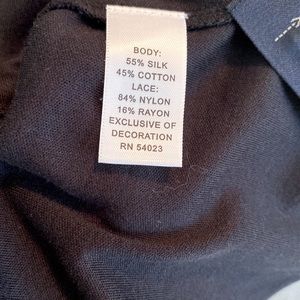 BODY:
55% SILK
45% COTTON
LACE:
84% NYLON
16% RAYON
EXCLUSIVE OF
DECORATION
RN 54023